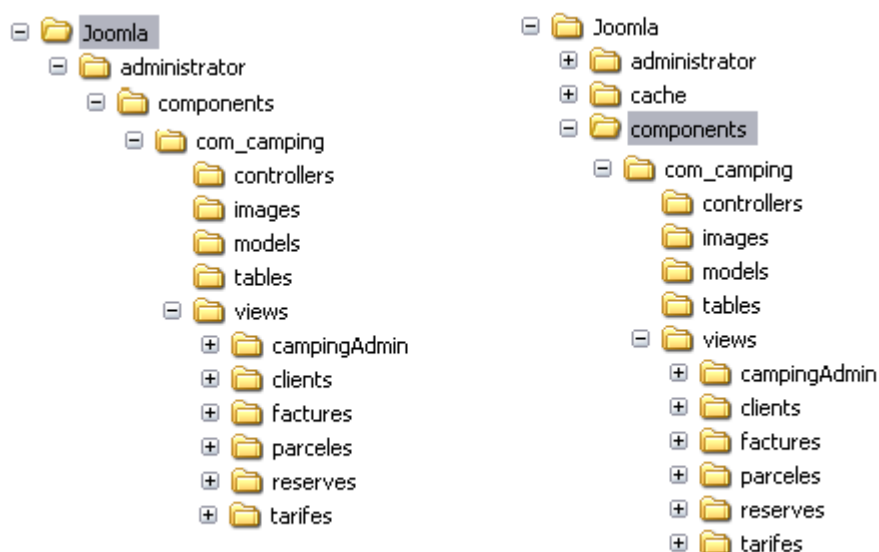 Joomla
administrator
components
com_camping
controllers
images
models
tables
views
campingAdmin
clients
factures
parceles
reserves
tarifes
Joomla
administrator
cache
components
com_camping
controllers
images
models
tables
views
campingAdmin
clients
factures
parceles
reserves
tarifes